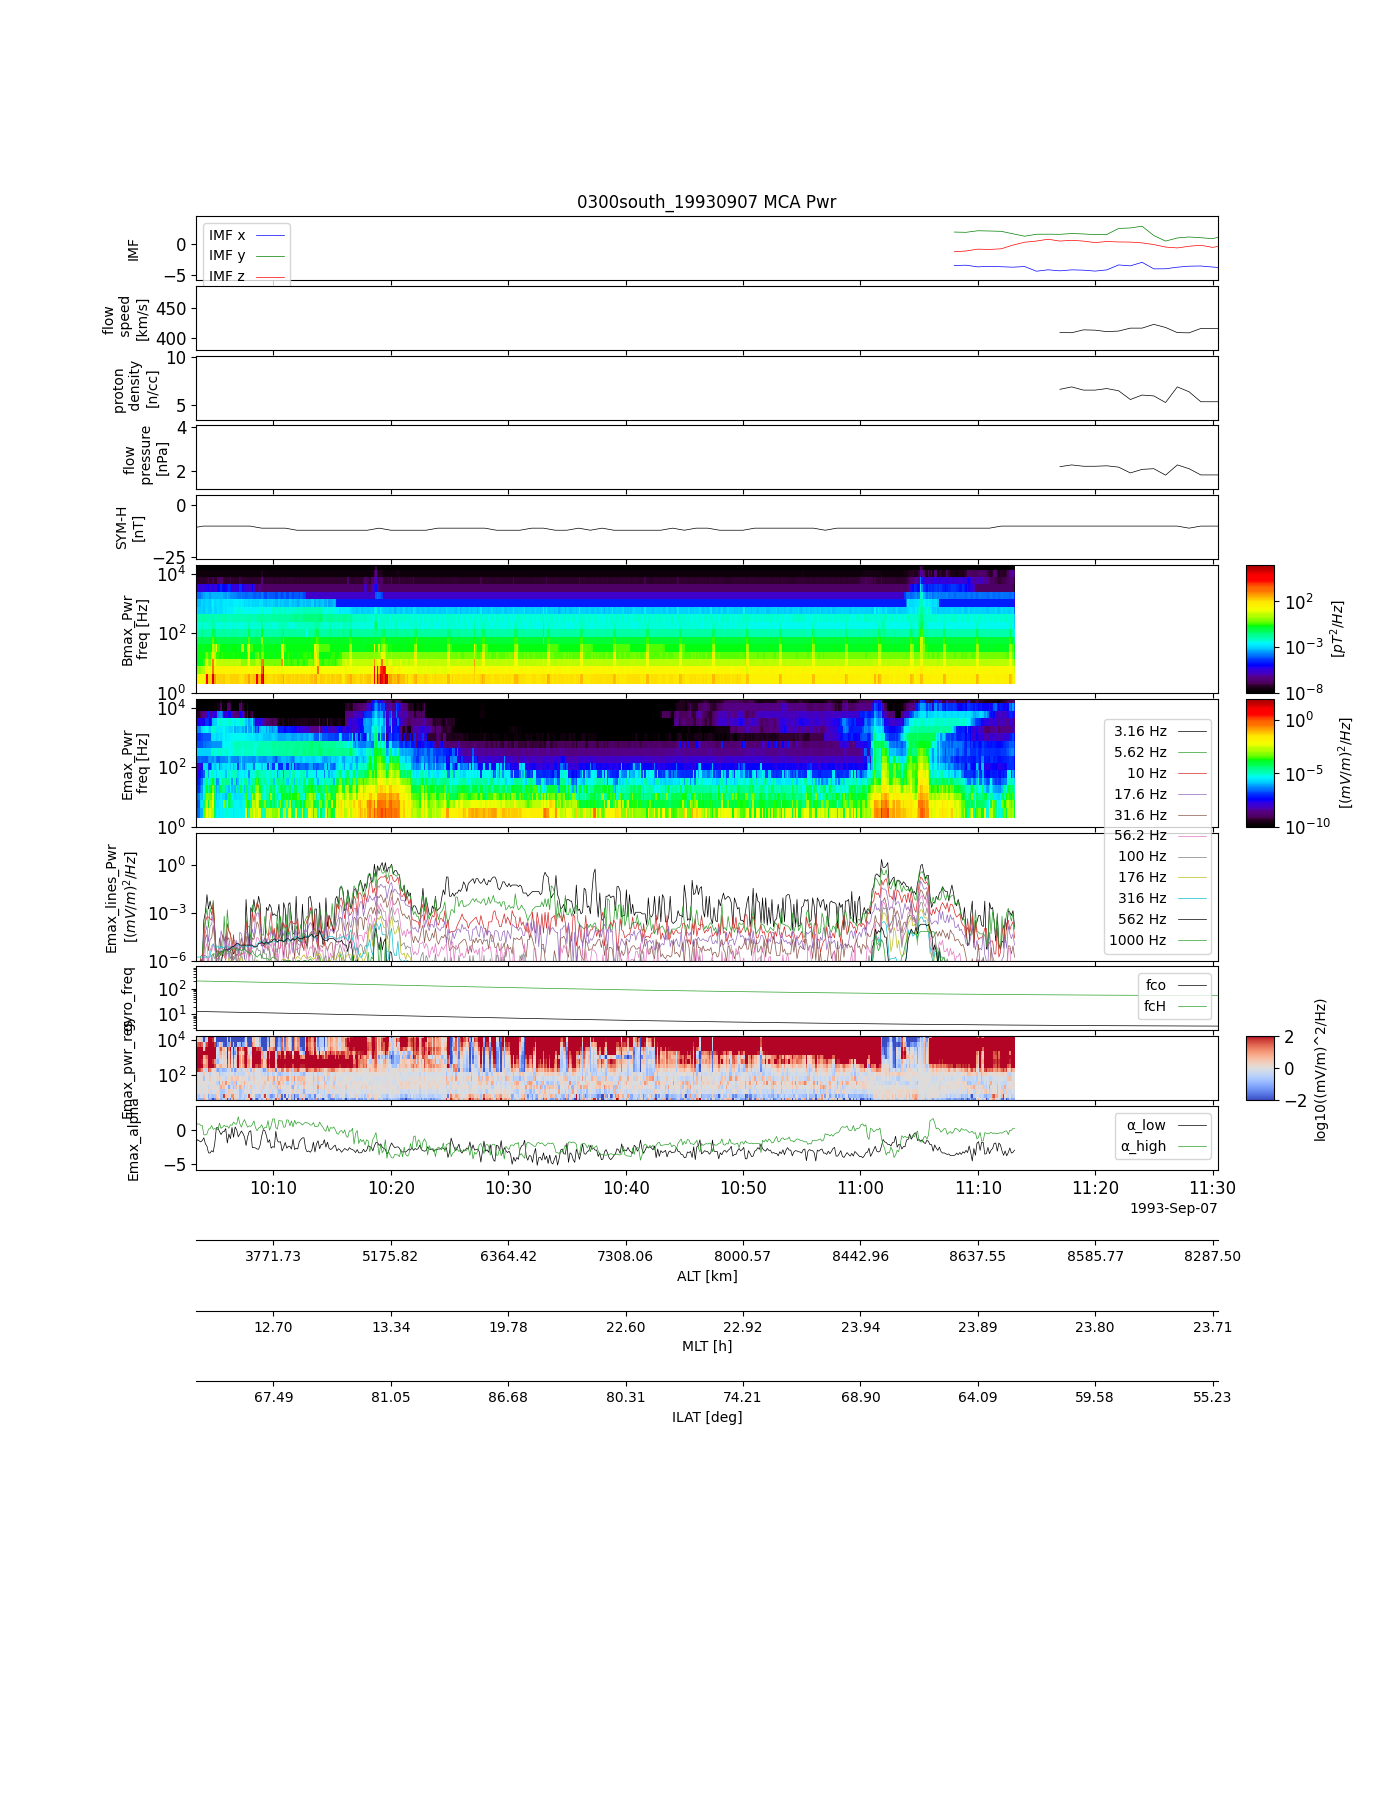 0300south_19930907 MCA Pwr
IMF
0
−5
IMF x
IMF y
IMF z
flow
speed
[km/s]
450
400
proton
density
[n/cc]
10
5
flow
pressure
[nPa]
4
2
SYM-H
[nT]
0
−25
Bmax_Pwr
freq [Hz]
10^4
10^2
10^0
10^2
10^−3
10^−8
[pT^2/Hz]
Emax_Pwr
freq [Hz]
10^4
10^2
10^0
10^0
10^−5
10^−10
[(mV/m)^2/Hz]
3.16 Hz
5.62 Hz
10 Hz
17.6 Hz
31.6 Hz
56.2 Hz
100 Hz
176 Hz
316 Hz
562 Hz
1000 Hz
Emax_lines_Pwr
[(mV/m)^2/Hz]
10^0
10^−3
10^−6
gyro_freq
10^2
10^1
fco
fcH
Emax_pwr_res
10^4
10^2
2
0
−2
log10((mV/m)^2/Hz)
Emax_alpha
0
−5
α_low
α_high
10:10 10:20 10:30 10:40 10:50 11:00 11:10 11:20 11:30
1993-Sep-07
3771.73 5175.82 6364.42 7308.06 8000.57 8442.96 8637.55 8585.77 8287.50
ALT [km]
12.70 13.34 19.78 22.60 22.92 23.94 23.89 23.80 23.71
MLT [h]
67.49 81.05 86.68 80.31 74.21 68.90 64.09 59.58 55.23
ILAT [deg]